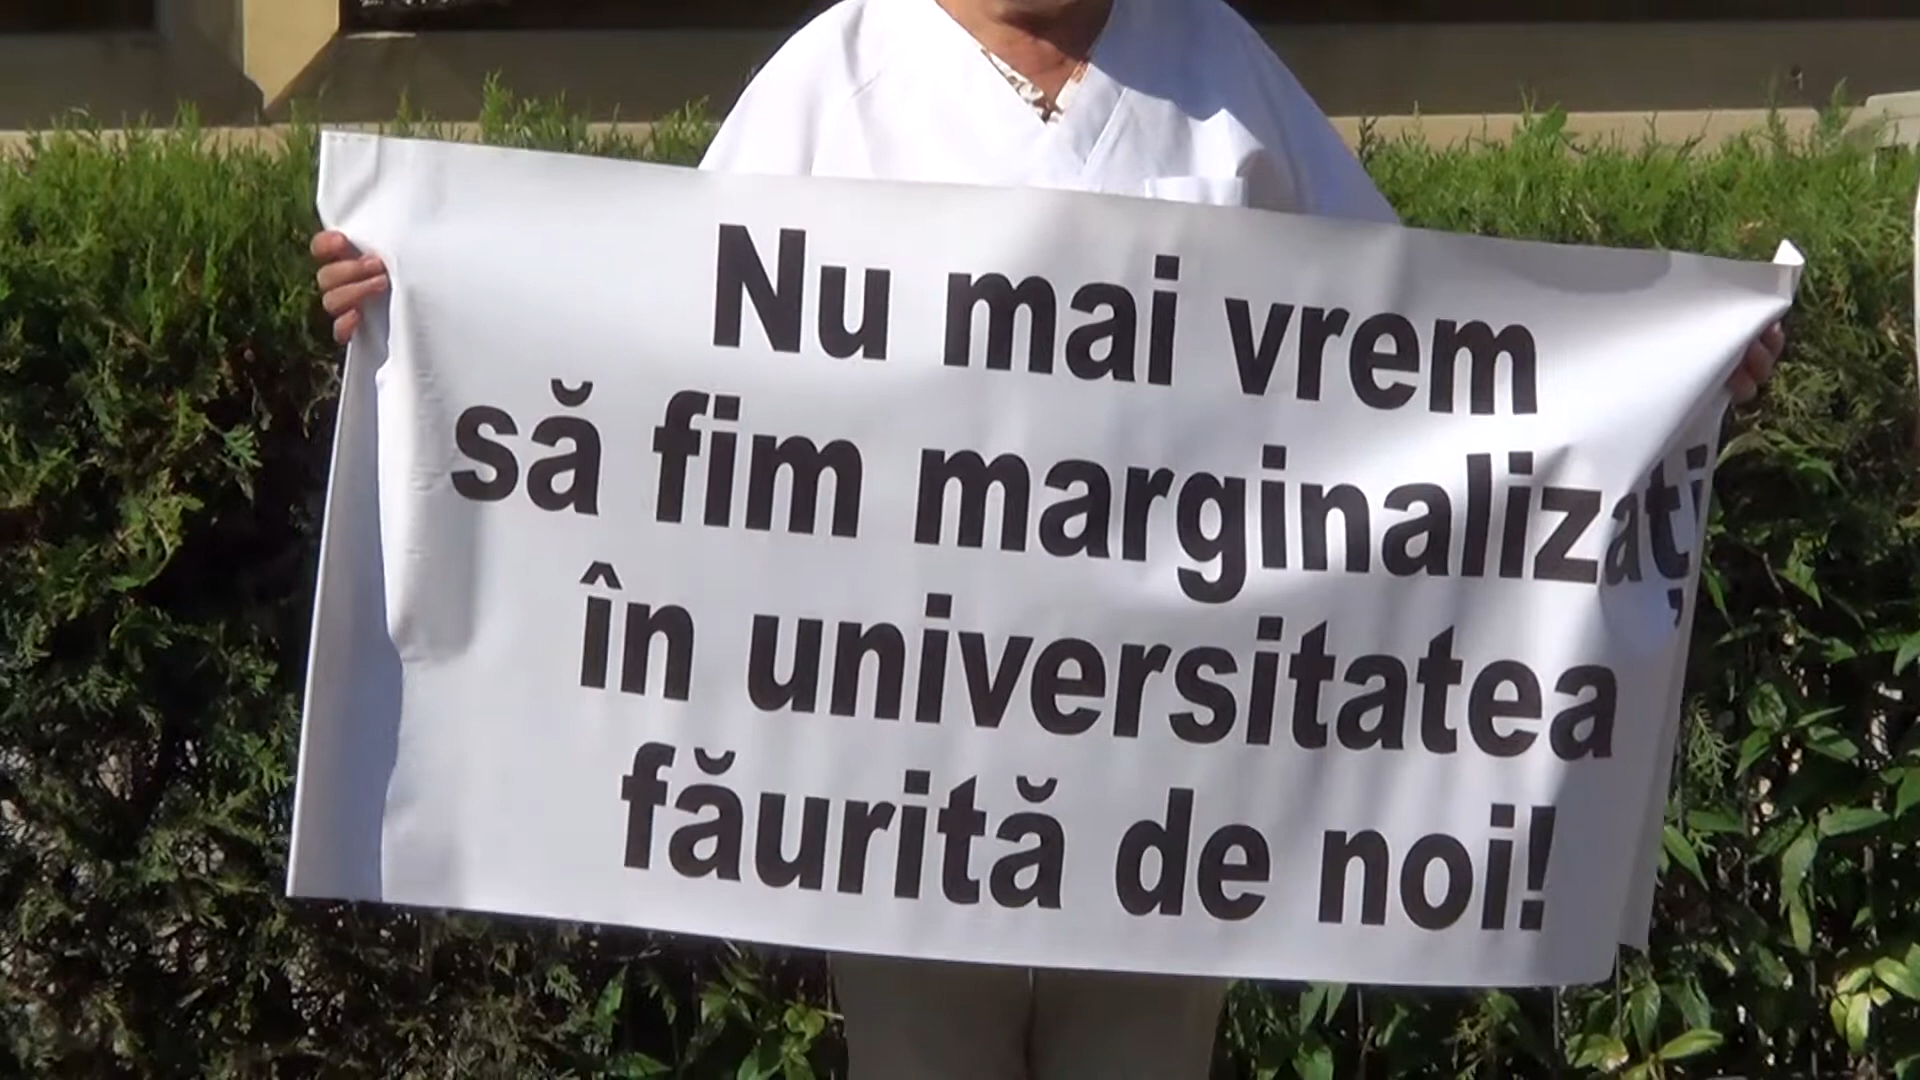 Nu mai vrem
să fim marginalizați
în universitatea
făurită de noi!